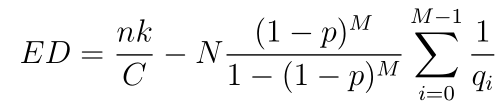 $ED = \frac{nk}{C} - N \frac{(1-p)^M}{1-(1-p)^M} \sum_{i=0}^{M-1} \frac{1}{q_i}$